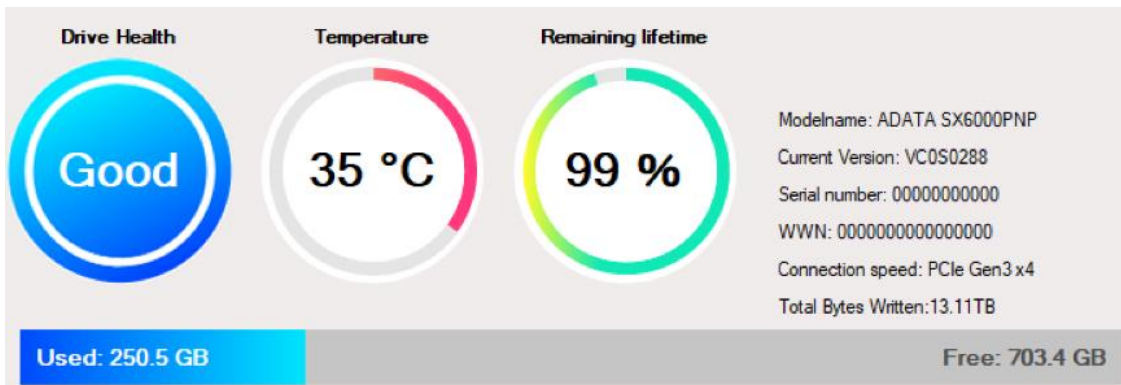 Drive Health
Temperature
Remaining lifetime
Good
35 °C
99 %
Modelname: ADATA SX6000PNP
Current Version: VC0S0288
Serial number: 00000000000
WWN: 0000000000000000
Connection speed: PCIe Gen3 x4
Total Bytes Written:13.11TB
Used: 250.5 GB
Free: 703.4 GB